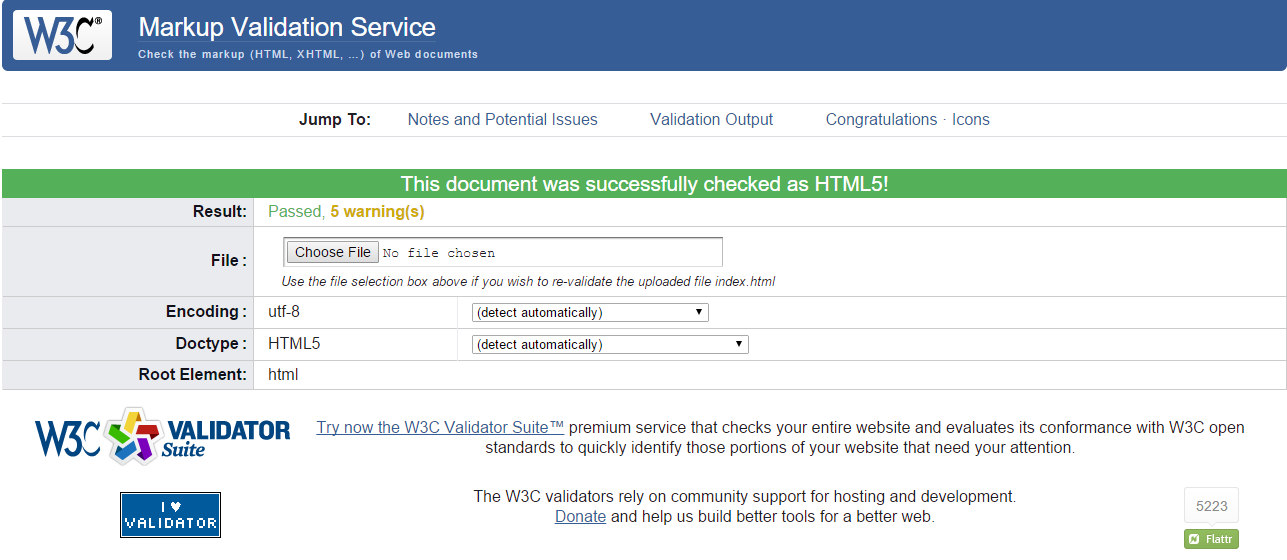 W3C® Markup Validation Service
Check the markup (HTML, XHTML, …) of Web documents
Jump To: Notes and Potential Issues Validation Output Congratulations · Icons
This document was successfully checked as HTML5!
Result: Passed, 5 warning(s)
File : Choose File No file chosen
Use the file selection box above if you wish to re-validate the uploaded file index.html
Encoding : utf-8 (detect automatically)
Doctype : HTML5 (detect automatically)
Root Element: html
W3C VALIDATOR Suite
Try now the W3C Validator Suite™ premium service that checks your entire website and evaluates its conformance with W3C open
standards to quickly identify those portions of your website that need your attention.
I ♥
VALIDATOR
The W3C validators rely on community support for hosting and development.
Donate and help us build better tools for a better web.
5223
Flattr